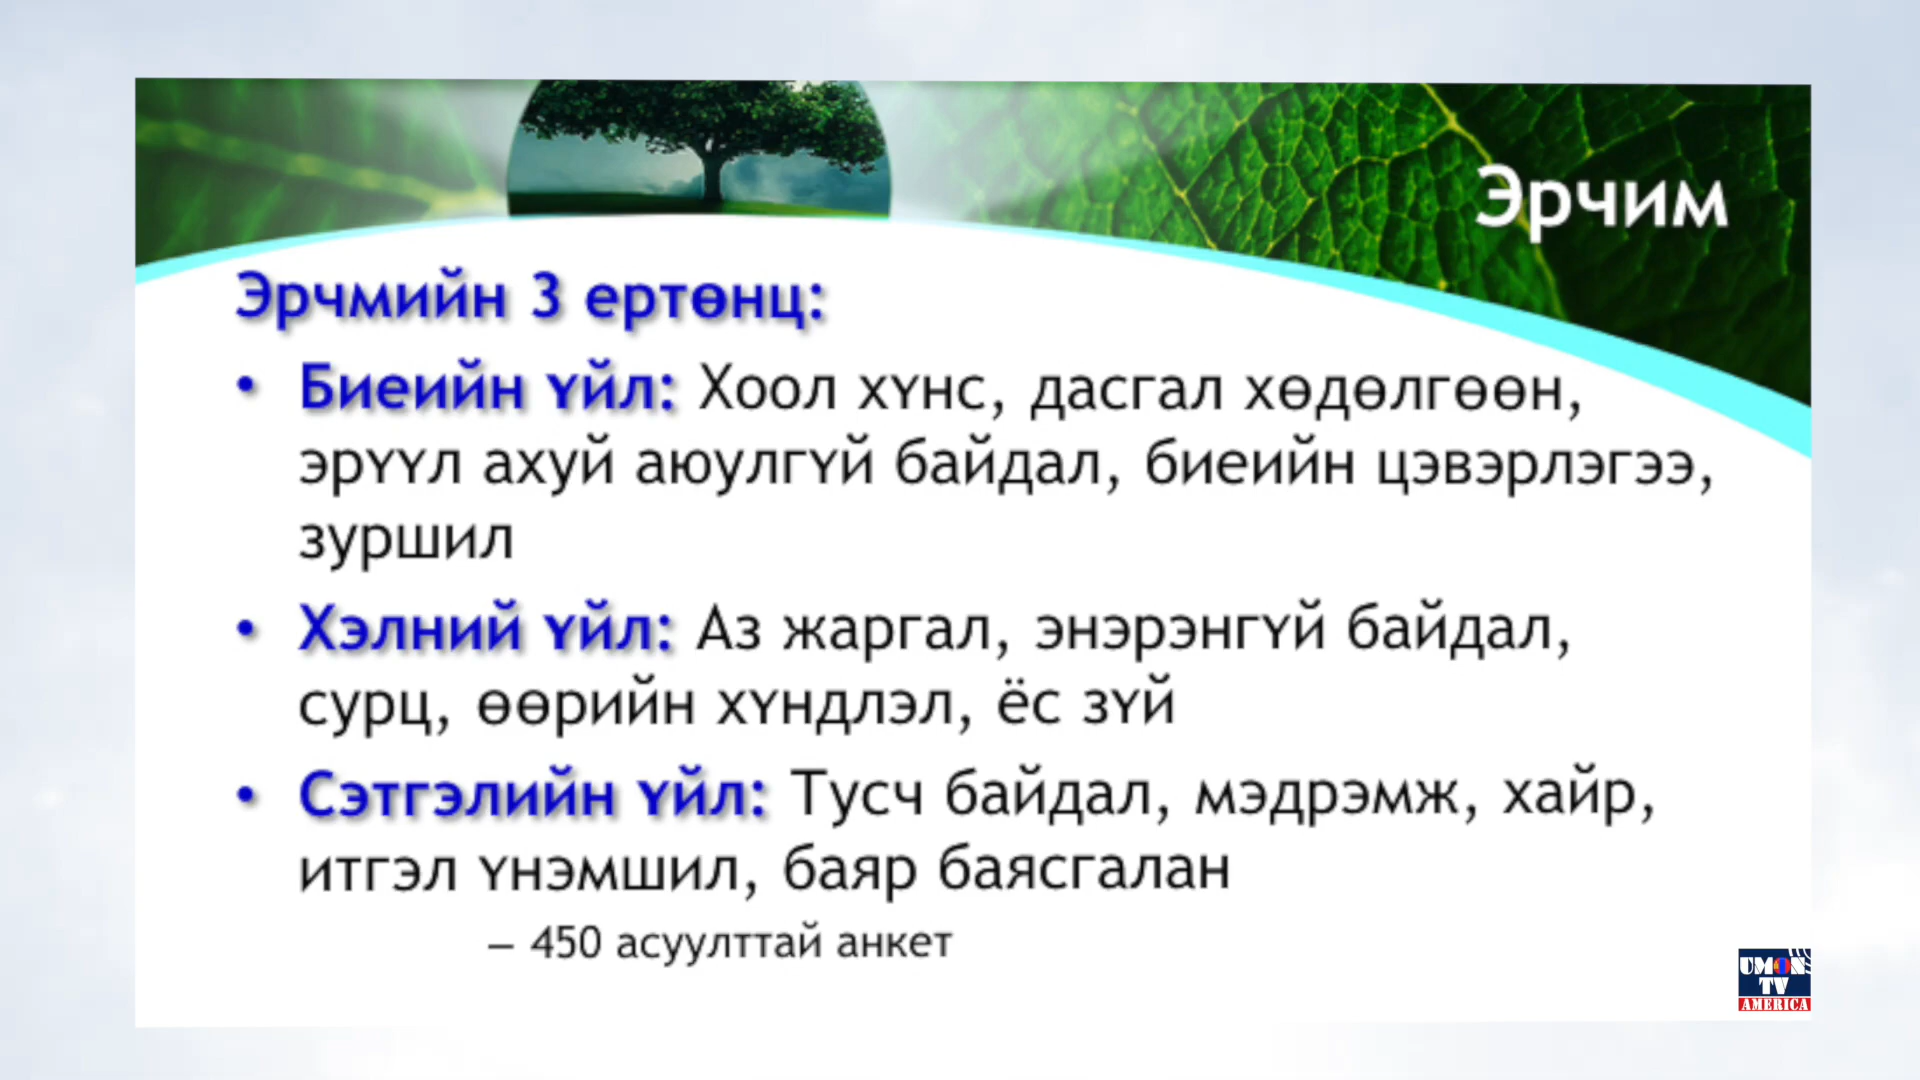 Эрчим
Эрчмийн 3 ертөнц:
• Биеийн үйл: Хоол хүнс, дасгал хөдөлгөөн,
эрүүл ахуй аюулгүй байдал, биеийн цэвэрлэгээ,
зуршил
• Хэлний үйл: Аз жаргал, энэрэнгүй байдал,
сурц, өөрийн хүндлэл, ёс зүй
• Сэтгэлийн үйл: Тусч байдал, мэдрэмж, хайр,
итгэл үнэмшил, баяр баясгалан
– 450 асуулттай анкет
UMON
TV
AMERICA